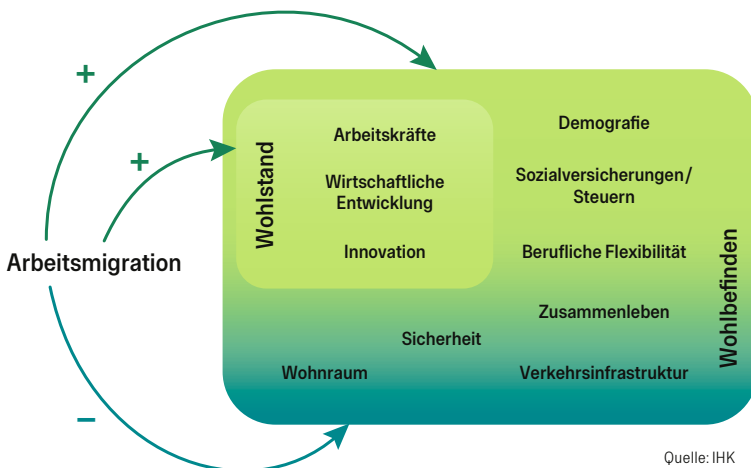 +
+
Arbeitsmigration
−
Wohlstand
Arbeitskräfte
Wirtschaftliche
Entwicklung
Innovation
Demografie
Sozialversicherungen/
Steuern
Berufliche Flexibilität
Zusammenleben
Sicherheit
Wohnraum
Verkehrsinfrastruktur
Wohlbefinden
Quelle: IHK